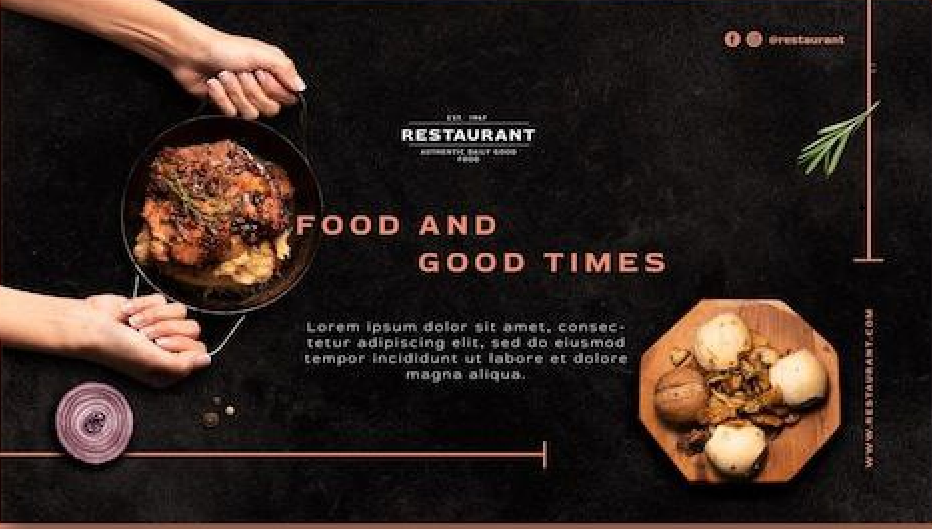 @restaurant
EST. 1969
RESTAURANT
AUTHENTIC DAILY GOOD
FOOD
FOOD AND
GOOD TIMES
Lorem ipsum dolor sit amet, consec-
tetur adipiscing elit, sed do eiusmod
tempor incididunt ut labore et dolore
magna aliqua.
WWW.RESTAURANT.COM